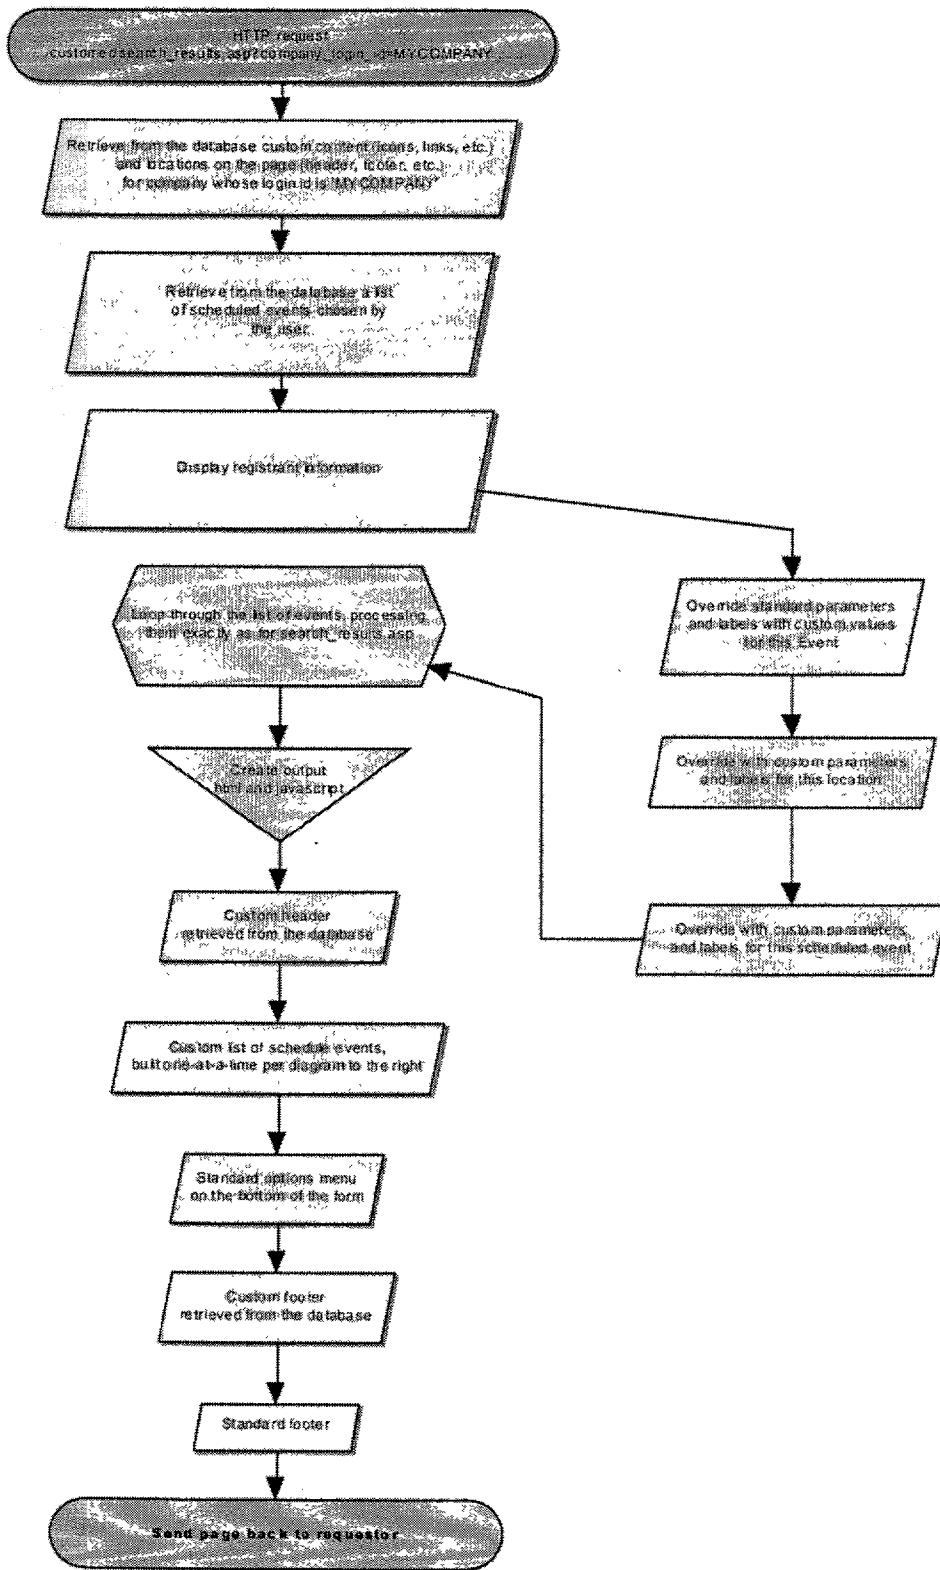 HTTP request
search_results.asp?company_login_id=MYCOMPANY
Retrieve from the database custom content (icons, links, etc.)
and locations on the page (header, footer, etc.)
for company whose login id is "MYCOMPANY"
Retrieve from the database a list
of scheduled events chosen by
the user
Display registrant information
Loop through the list of events, processing
them exactly as for search_results.asp
Override standard parameters
and labels with custom values
for this Event
Create output
html and javascript
Override with custom parameters
and labels for this location
Custom header
retrieved from the database
Override with custom parameters
and labels for this scheduled event
Custom list of schedule events,
built one-at-a-time per diagram to the right
Standard options menu
on the bottom of the form
Custom footer
retrieved from the database
Standard footer
Send page back to requestor